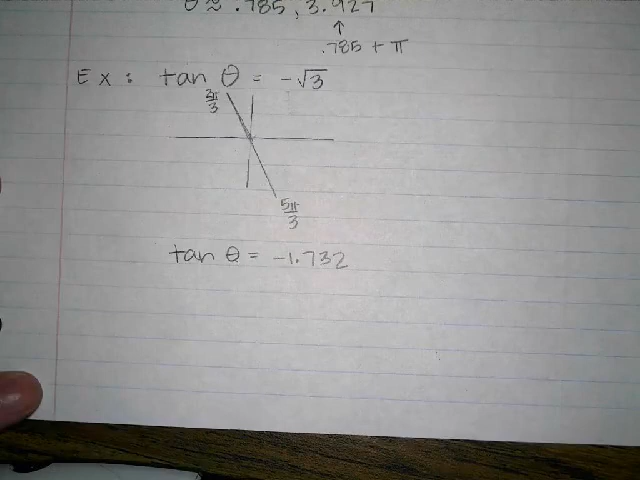 θ ≈ .785, 3.927
↑
.785 + π
Ex: tan θ = -√3
2π/3
5π/3
tan θ = -1.732